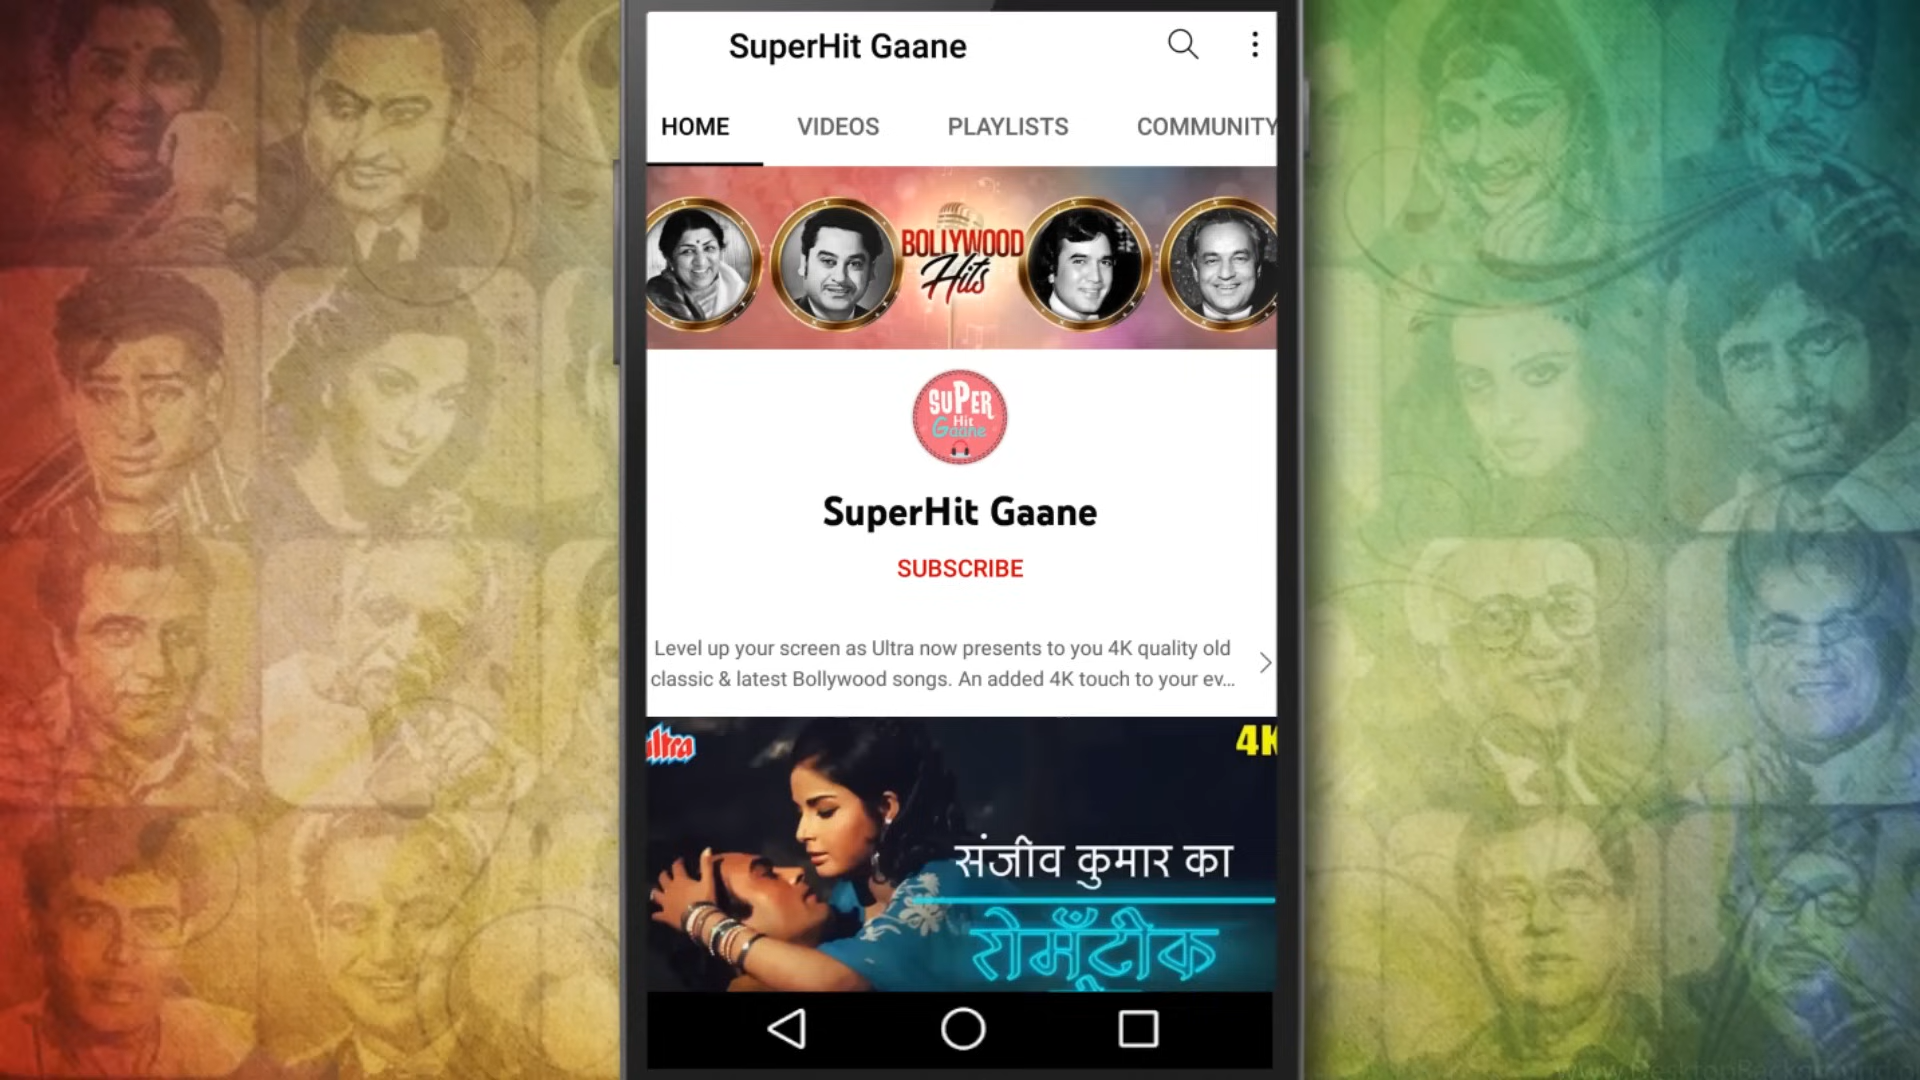 SuperHit Gaane
HOME VIDEOS PLAYLISTS COMMUNITY
BOLLYWOOD
Hits
SUPER
Hit
Gaane
SuperHit Gaane
SUBSCRIBE
Level up your screen as Ultra now presents to you 4K quality old
classic & latest Bollywood songs. An added 4K touch to your ev...
ultra
4K
संजीव कुमार का
रोमँटीक